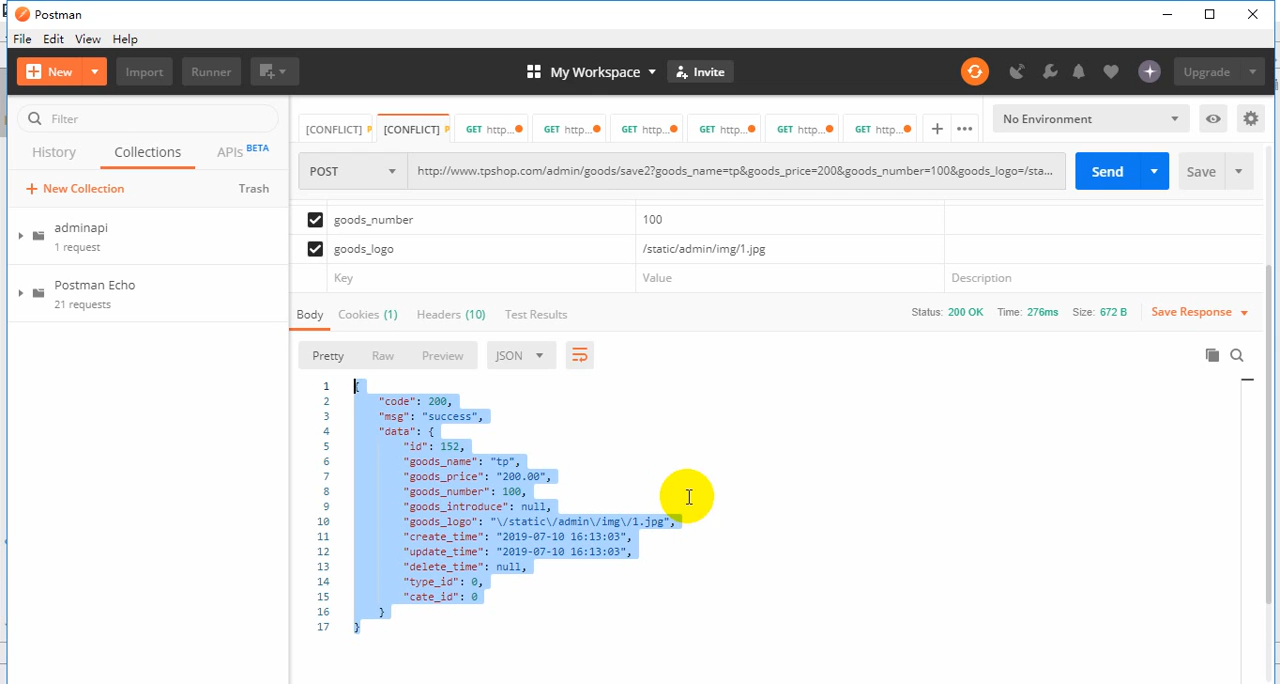 Postman
File Edit View Help
New Import Runner My Workspace Invite Upgrade
Filter
History Collections APIs BETA
New Collection Trash
adminapi
1 request
Postman Echo
21 requests
[CONFLICT] P [CONFLICT] P GET http... GET http... GET http... GET http... GET http... GET http... + ••• No Environment
POST http://www.tpshop.com/admin/goods/save2?goods_name=tp&goods_price=200&goods_number=100&goods_logo=/sta... Send Save
goods_number 100
goods_logo /static/admin/img/1.jpg
Key Value Description
Body Cookies (1) Headers (10) Test Results Status: 200 OK Time: 276ms Size: 672 B Save Response
Pretty Raw Preview JSON
1 {
2 "code": 200,
3 "msg": "success",
4 "data": {
5 "id": 152,
6 "goods_name": "tp",
7 "goods_price": "200.00",
8 "goods_number": 100,
9 "goods_introduce": null,
10 "goods_logo": "\/static\/admin\/img\/1.jpg",
11 "create_time": "2019-07-10 16:13:03",
12 "update_time": "2019-07-10 16:13:03",
13 "delete_time": null,
14 "type_id": 0,
15 "cate_id": 0
16 }
17 }